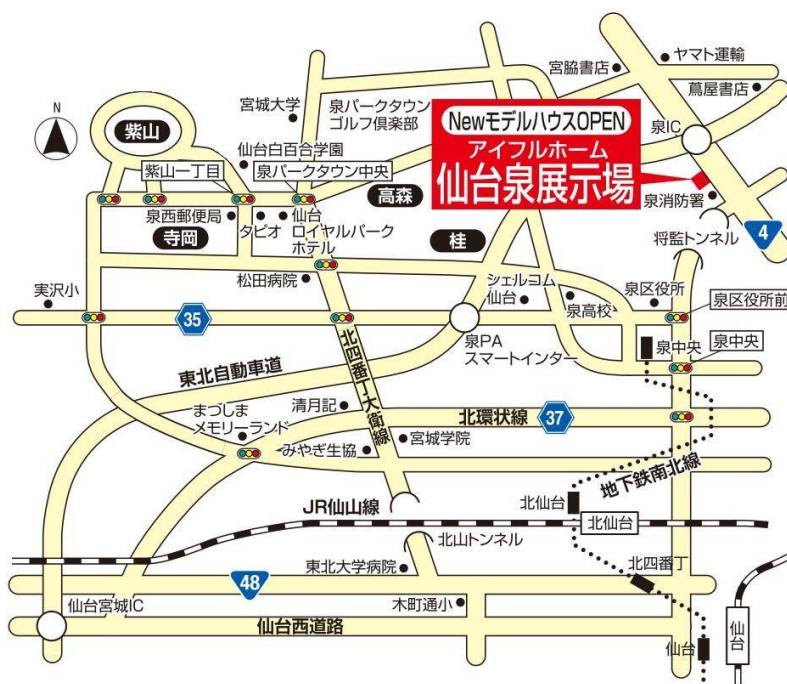 宮脇書店
ヤマト運輸
蔦屋書店
N
紫山
宮城大学
泉パークタウン
ゴルフ倶楽部
NewモデルハウスOPEN
アイフルホーム
仙台泉展示場
泉IC
仙台白百合学園
紫山一丁目
泉パークタウン中央
高森
泉消防署
泉西郵便局
タピオ
仙台
ロイヤルパーク
ホテル
寺岡
桂
将監トンネル
4
松田病院
実沢小
シェルコム
仙台
泉高校
泉区役所
泉区役所前
35
泉PA
スマートインター
泉中央
泉中央
東北自動車道
清月記
北四番丁大衡線
まつしま
メモリーランド
北環状線
37
みやぎ生協
宮城学院
地下鉄南北線
JR仙山線
北仙台
北仙台
北山トンネル
東北大学病院
北四番丁
48
仙台宮城IC
木町通小
仙台西道路
仙台
仙台